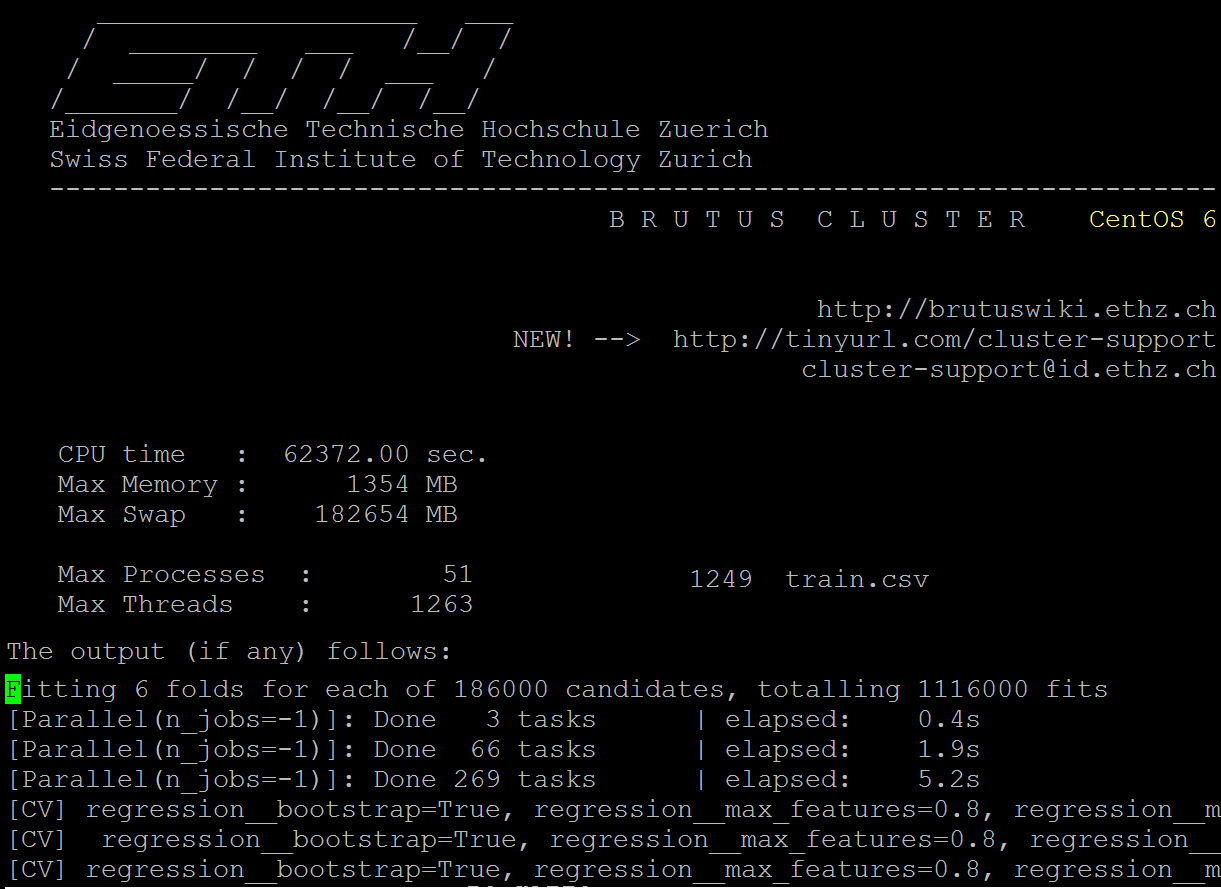 Eidgenoessische Technische Hochschule Zuerich
Swiss Federal Institute of Technology Zurich
--------------------------------------------------------------------------
B R U T U S  C L U S T E R    CentOS 6
http://brutuswiki.ethz.ch
NEW! -->  http://tinyurl.com/cluster-support
cluster-support@id.ethz.ch
CPU time   :  62372.00 sec.
Max Memory :      1354 MB
Max Swap   :    182654 MB
Max Processes  :        51
Max Threads    :      1263
1249  train.csv
The output (if any) follows:
Fitting 6 folds for each of 186000 candidates, totalling 1116000 fits
[Parallel(n_jobs=-1)]: Done   3 tasks      | elapsed:    0.4s
[Parallel(n_jobs=-1)]: Done  66 tasks      | elapsed:    1.9s
[Parallel(n_jobs=-1)]: Done 269 tasks      | elapsed:    5.2s
[CV] regression__bootstrap=True, regression__max_features=0.8, regression__m
[CV]  regression__bootstrap=True, regression__max_features=0.8, regression__
[CV] regression__bootstrap=True, regression__max_features=0.8, regression__m